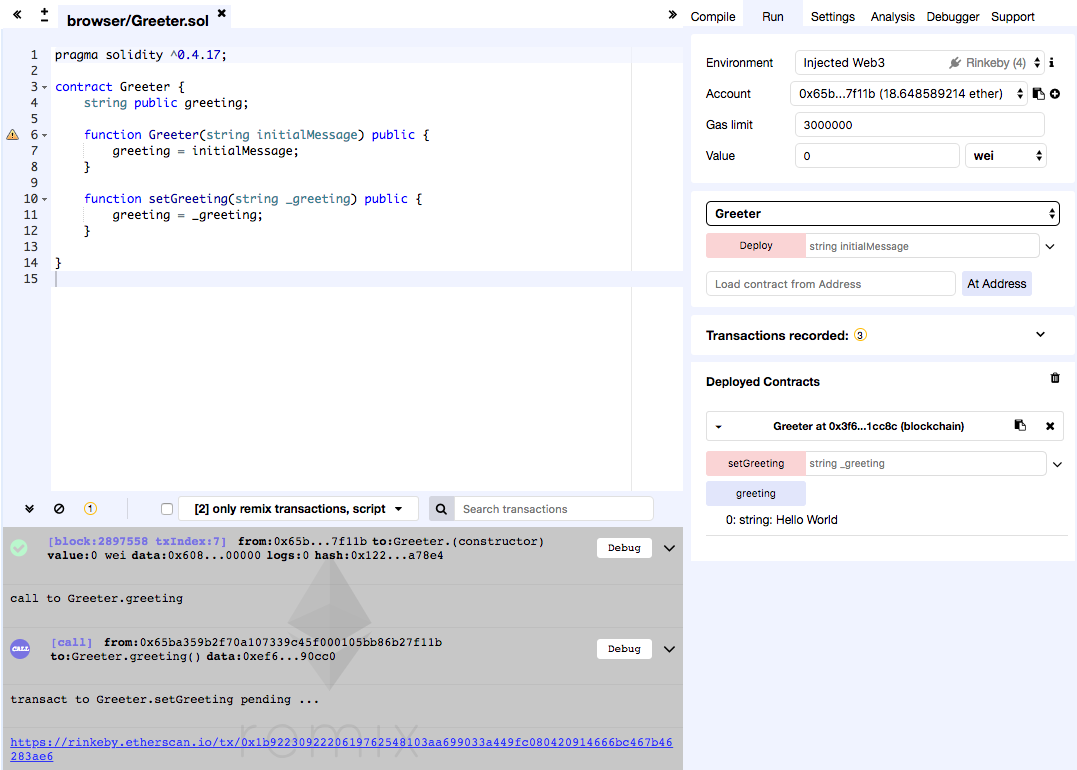 browser/Greeter.sol
Compile Run Settings Analysis Debugger Support
1 pragma solidity ^0.4.17;
2
3 contract Greeter {
4 string public greeting;
5
6 function Greeter(string initialMessage) public {
7 greeting = initialMessage;
8 }
9
10 function setGreeting(string _greeting) public {
11 greeting = _greeting;
12 }
13
14 }
15
Environment Injected Web3 Rinkeby (4)
Account 0x65b...7f11b (18.648589214 ether)
Gas limit 3000000
Value 0 wei
Greeter
Deploy string initialMessage
Load contract from Address At Address
Transactions recorded: 3
Deployed Contracts
Greeter at 0x3f6...1cc8c (blockchain)
setGreeting string _greeting
greeting
0: string: Hello World
1 [2] only remix transactions, script Search transactions
[block:2897558 txIndex:7] from:0x65b...7f11b to:Greeter.(constructor)
value:0 wei data:0x608...00000 logs:0 hash:0x122...a78e4
Debug
call to Greeter.greeting
CALL [call] from:0x65ba359b2f70a107339c45f000105bb86b27f11b
to:Greeter.greeting() data:0xef6...90cc0
Debug
transact to Greeter.setGreeting pending ...
remix
https://rinkeby.etherscan.io/tx/0x1b9223092220619762548103aa699033a449fc080420914666bc467b46
283ae6